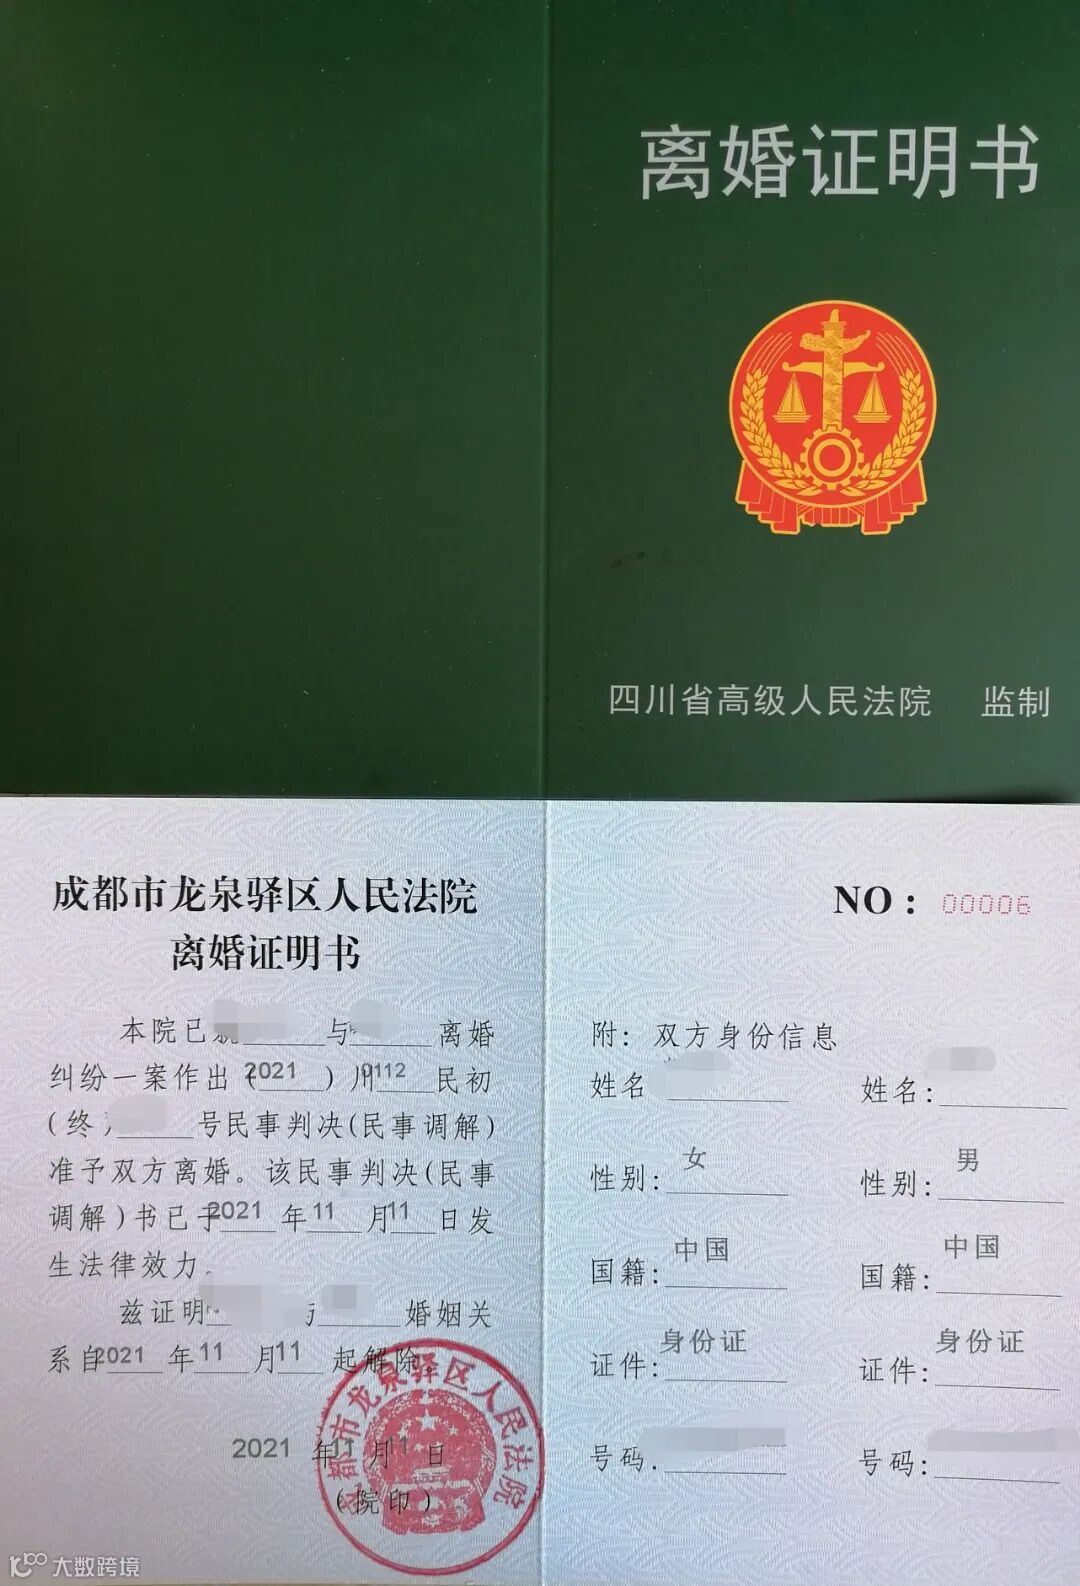 离婚证明书
四川省高级人民法院 监制
成都市龙泉驿区人民法院
离婚证明书
本院已 与 离婚
纠纷一案作出(2021)川0112民初
(终) 号民事判决(民事调解)
准予双方离婚。该民事判决(民事
调解)书已于2021年11月11日发
生法律效力。
兹证明 与 婚姻关
系自2021年11月11起解除
2021年11月11日
(院印)
成都市龙泉驿区人民法院
NO：00006
附: 双方身份信息
姓名 姓名:
性别: 女 性别: 男
国籍: 中国 国籍: 中国
证件: 身份证 证件: 身份证
号码. 号码:
大数跨境